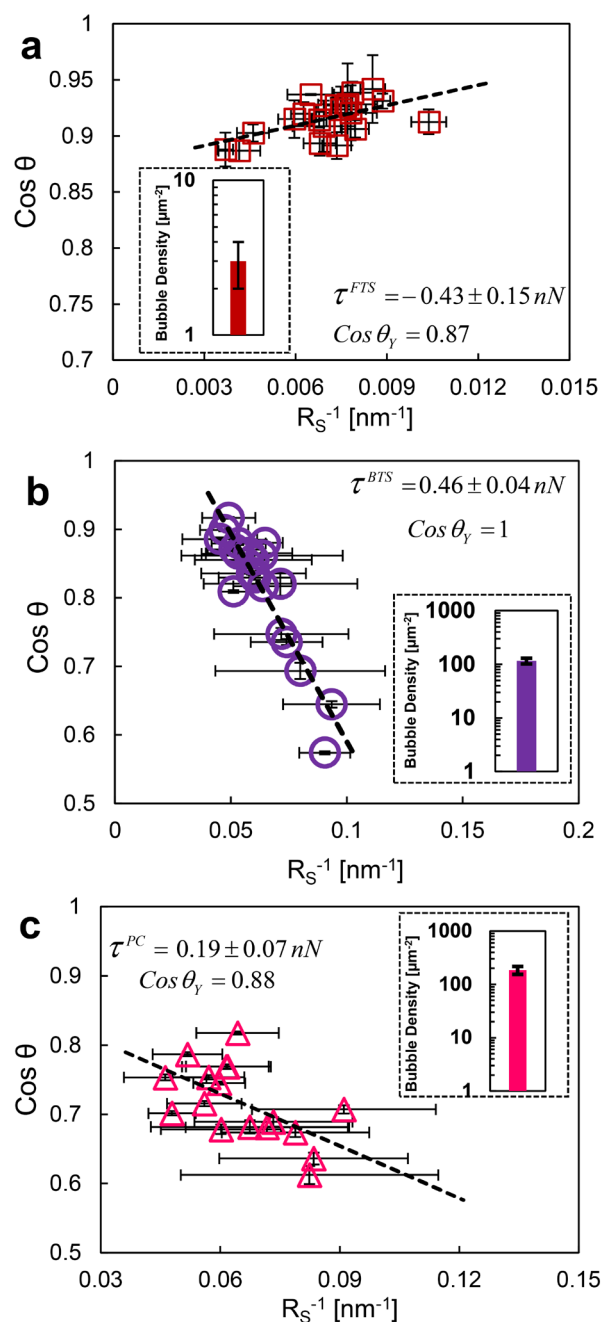 a
1
0.95
0.9
0.85
0.8
0.75
0.7
Cos θ
10
1
Bubble Density [µm⁻²]
τ^FTS = −0.43 ± 0.15 nN
Cos θ_Y = 0.87
0
0.003
0.006
0.009
0.012
0.015
R_S⁻¹ [nm⁻¹]
b
1
0.9
0.8
0.7
0.6
0.5
Cos θ
τ^BTS = 0.46 ± 0.04 nN
Cos θ_Y = 1
1000
100
10
1
Bubble Density [µm⁻²]
0
0.05
0.1
0.15
0.2
R_S⁻¹ [nm⁻¹]
c
1
0.9
0.8
0.7
0.6
0.5
Cos θ
τ^PC = 0.19 ± 0.07 nN
Cos θ_Y = 0.88
1000
100
10
1
Bubble Density [µm⁻²]
0.03
0.06
0.09
0.12
0.15
R_S⁻¹ [nm⁻¹]